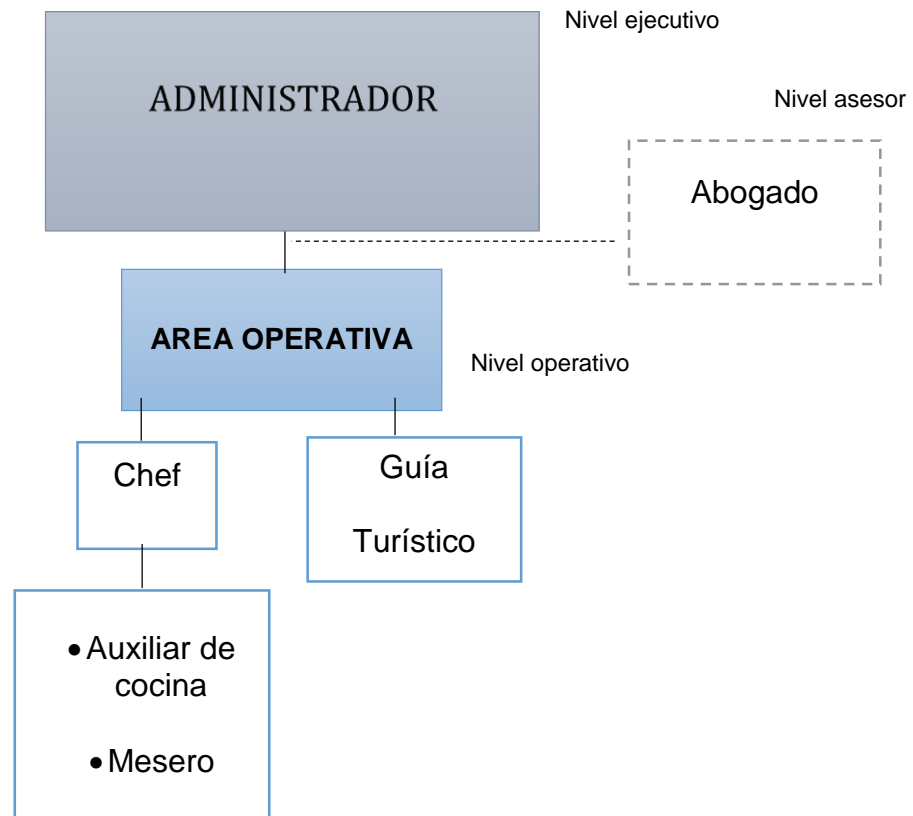 Nivel ejecutivo
ADMINISTRADOR
Nivel asesor
Abogado
AREA OPERATIVA
Nivel operativo
Chef
Guía
Turístico
•Auxiliar de
cocina
•Mesero